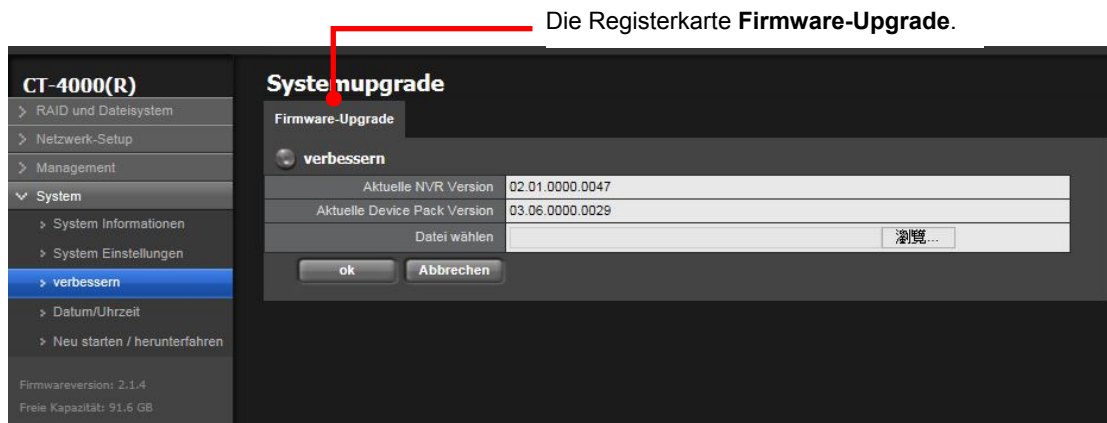 Die Registerkarte Firmware-Upgrade.
CT-4000(R)
RAID und Dateisystem
Netzwerk-Setup
Management
System
System Informationen
System Einstellungen
verbessern
Datum/Uhrzeit
Neu starten / herunterfahren
Firmwareversion: 2.1.4
Freie Kapazität: 91.6 GB
Systemupgrade
Firmware-Upgrade
verbessern
Aktuelle NVR Version 02.01.0000.0047
Aktuelle Device Pack Version 03.06.0000.0029
Datei wählen 瀏覽...
ok Abbrechen